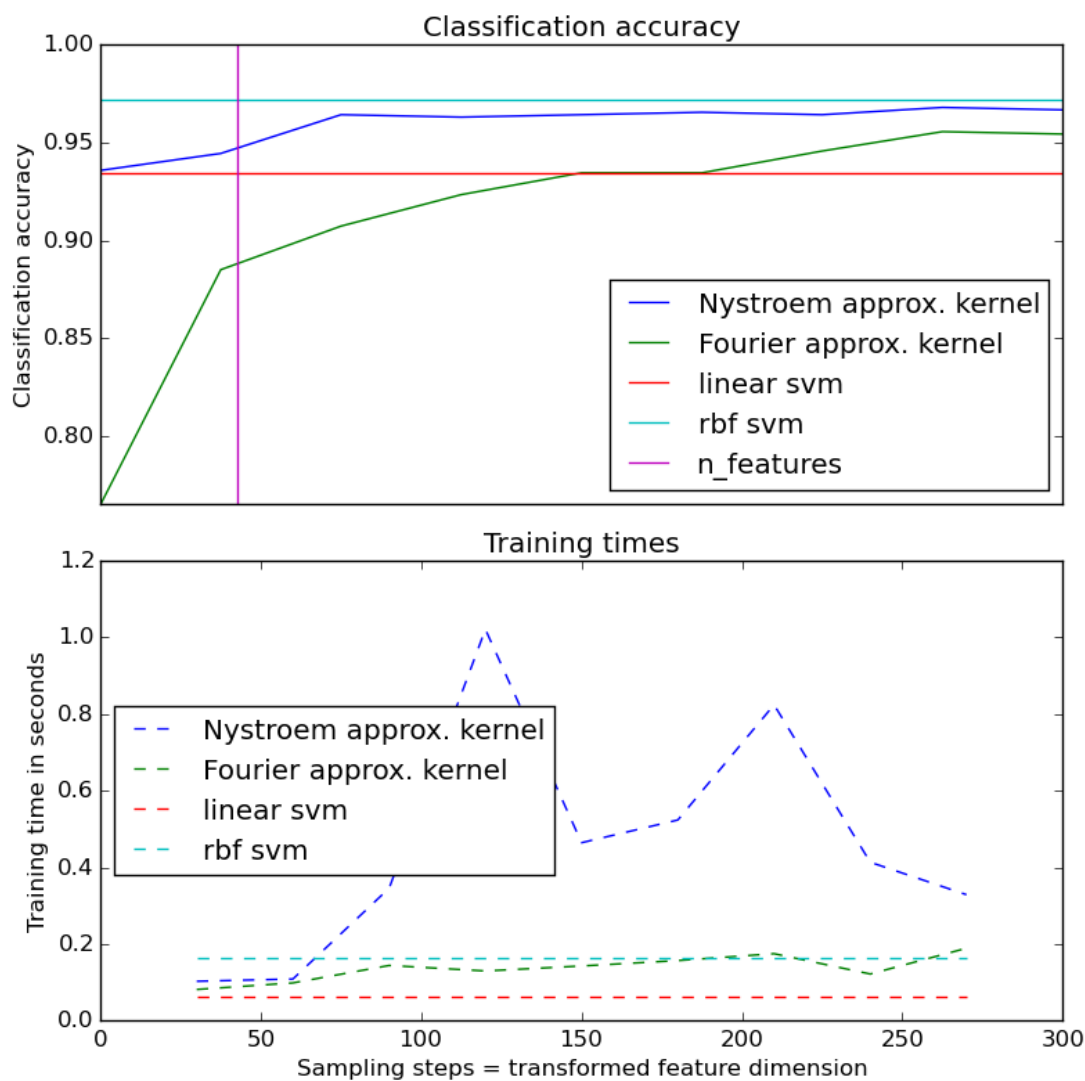 Classification accuracy
1.00
0.95
0.90
0.85
0.80
Classification accuracy
Nystroem approx. kernel
Fourier approx. kernel
linear svm
rbf svm
n_features
Training times
1.2
1.0
0.8
0.6
0.4
0.2
0.0
Training time in seconds
Nystroem approx. kernel
Fourier approx. kernel
linear svm
rbf svm
0 50 100 150 200 250 300
Sampling steps = transformed feature dimension